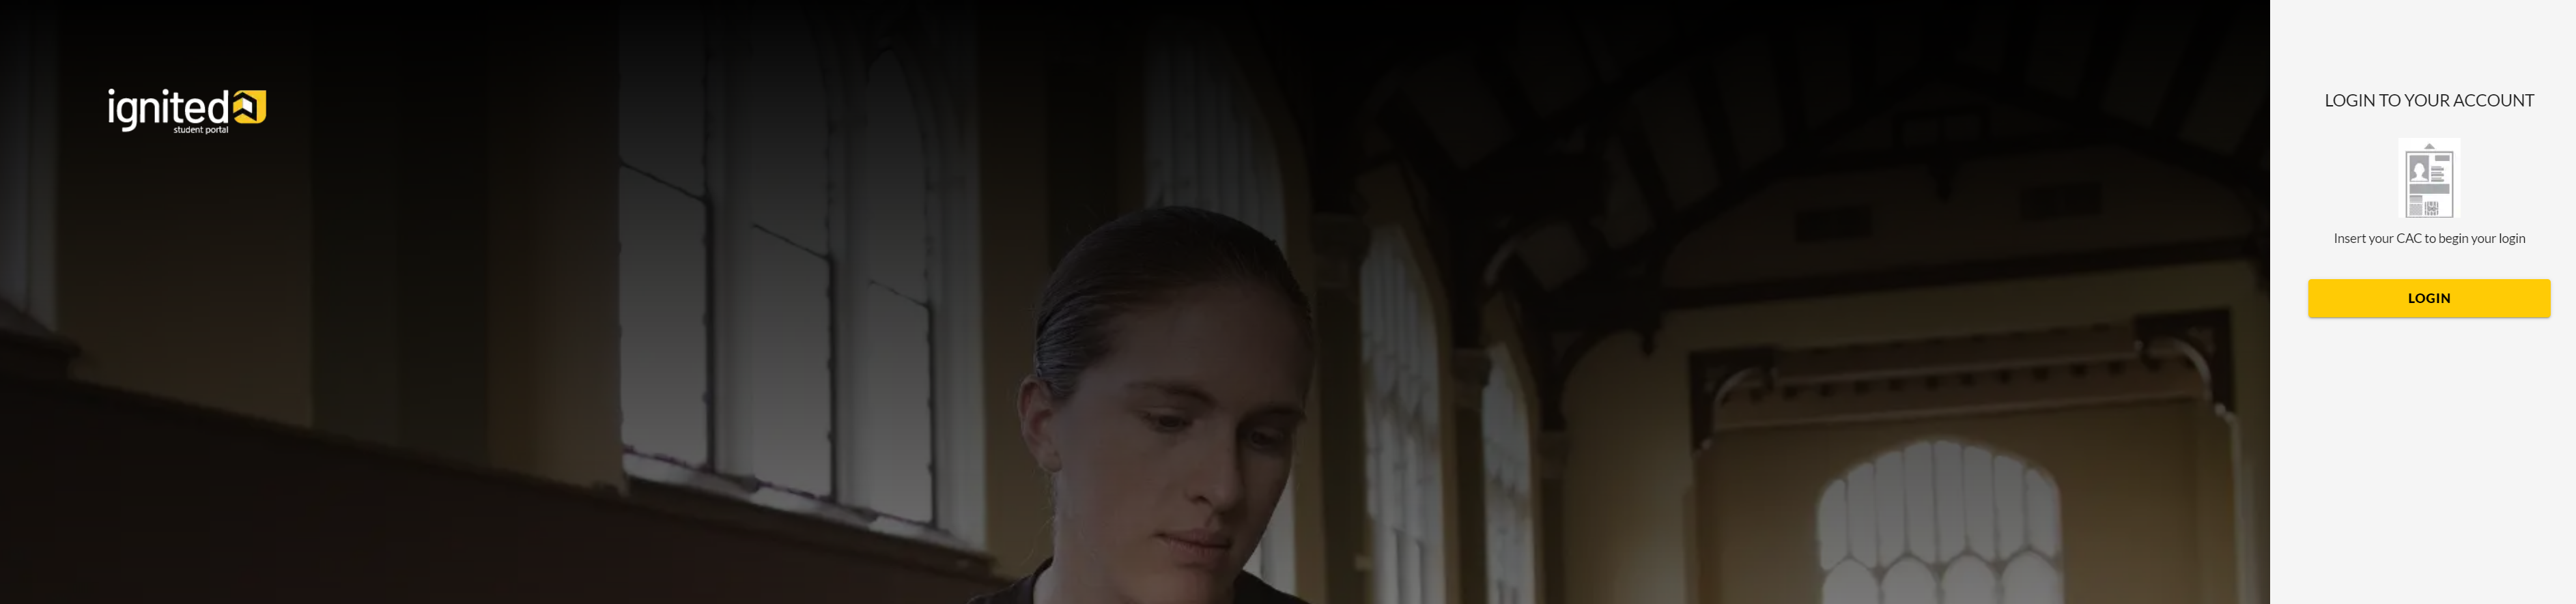 ignited
student portal
LOGIN TO YOUR ACCOUNT
Insert your CAC to begin your login
LOGIN